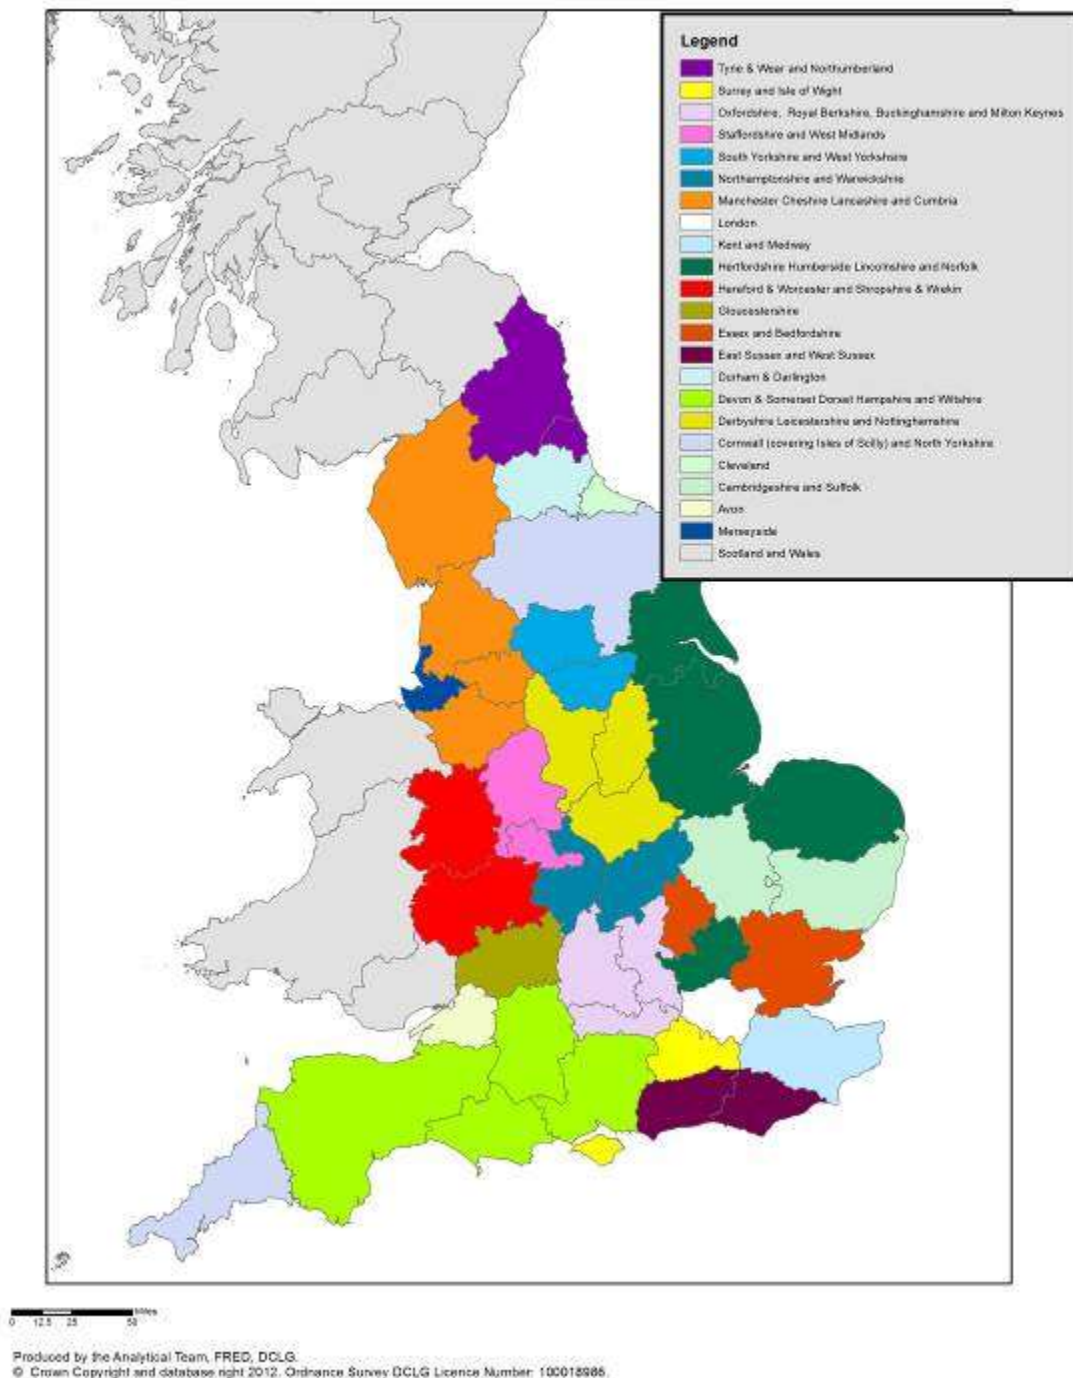 Legend
Tyne & Wear and Northumberland
Surrey and Isle of Wight
Oxfordshire, Royal Berkshire, Buckinghamshire and Milton Keynes
Staffordshire and West Midlands
South Yorkshire and West Yorkshire
Northamptonshire and Warwickshire
Manchester Cheshire Lancashire and Cumbria
London
Kent and Medway
Hertfordshire Humberside Lincolnshire and Norfolk
Hereford & Worcester and Shropshire & Wrekin
Gloucestershire
Essex and Bedfordshire
East Sussex and West Sussex
Durham & Darlington
Devon & Somerset Dorset Hampshire and Wiltshire
Derbyshire Leicestershire and Nottinghamshire
Cornwall (covering Isles of Scilly) and North Yorkshire
Cleveland
Cambridgeshire and Suffolk
Avon
Merseyside
Scotland and Wales
Miles
0 12.5 25 50
Produced by the Analytical Team, FRED, DCLG.
© Crown Copyright and database right 2012. Ordnance Survey DCLG Licence Number: 100018986.